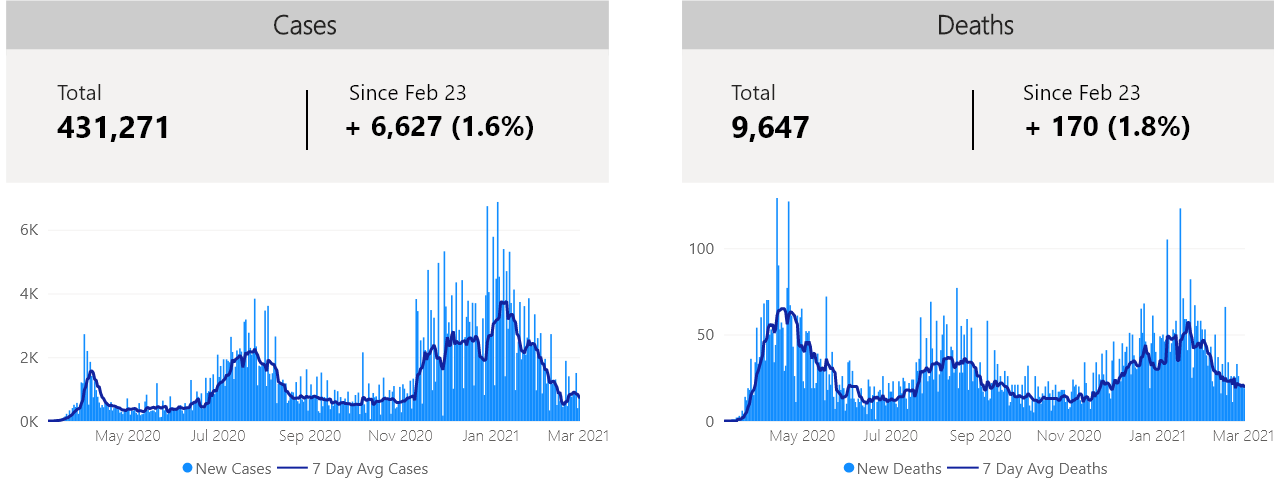 Cases
Total
431,271
Since Feb 23
+ 6,627 (1.6%)
6K
4K
2K
0K
May 2020 Jul 2020 Sep 2020 Nov 2020 Jan 2021 Mar 2021
New Cases 7 Day Avg Cases
Deaths
Total
9,647
Since Feb 23
+ 170 (1.8%)
100
50
0
May 2020 Jul 2020 Sep 2020 Nov 2020 Jan 2021 Mar 2021
New Deaths 7 Day Avg Deaths